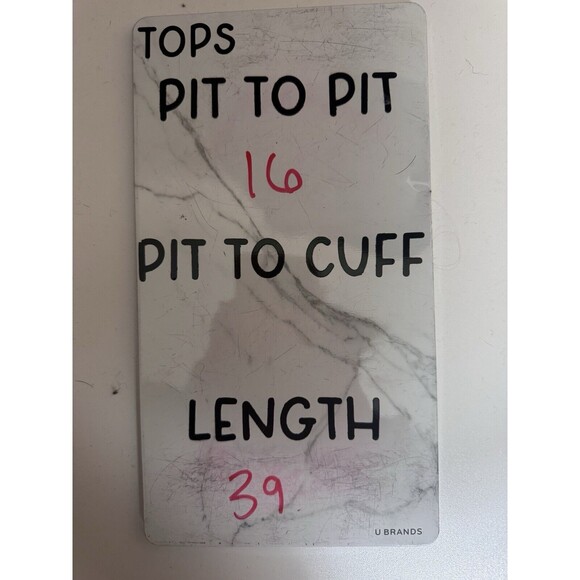 TOPS
PIT TO PIT
16
PIT TO CUFF
LENGTH
39
U BRANDS